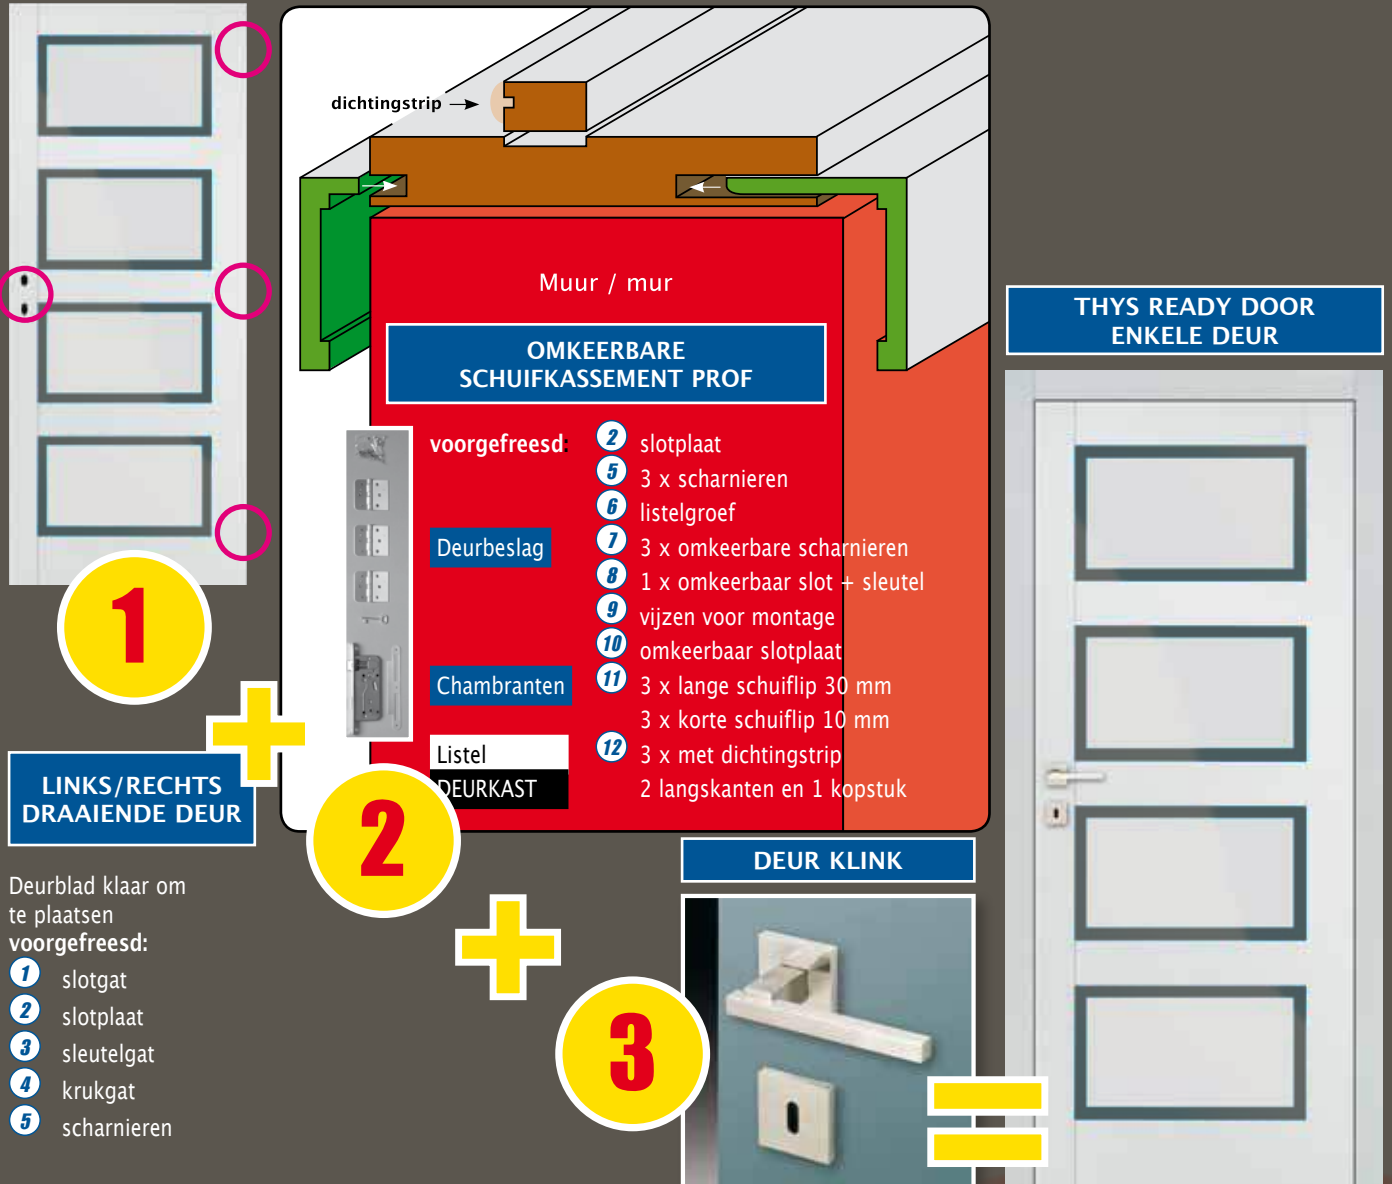 dichtingstrip
Muur / mur
OMKEERBARE
SCHUIFKASSEMENT PROF
voorgefreesd:
2 slotplaat
5 3 x scharnieren
6 listelgroef
Deurbeslag
7 3 x omkeerbare scharnieren
8 1 x omkeerbaar slot + sleutel
9 vijzen voor montage
10 omkeerbaar slotplaat
Chambranten
11 3 x lange schuiflip 30 mm
3 x korte schuiflip 10 mm
Listel
12 3 x met dichtingstrip
DEURKAST
2 langskanten en 1 kopstuk
1
LINKS/RECHTS
DRAAIENDE DEUR
Deurblad klaar om
te plaatsen
voorgefreesd:
1 slotgat
2 slotplaat
3 sleutelgat
4 krukgat
5 scharnieren
2
DEUR KLINK
3
THYS READY DOOR
ENKELE DEUR